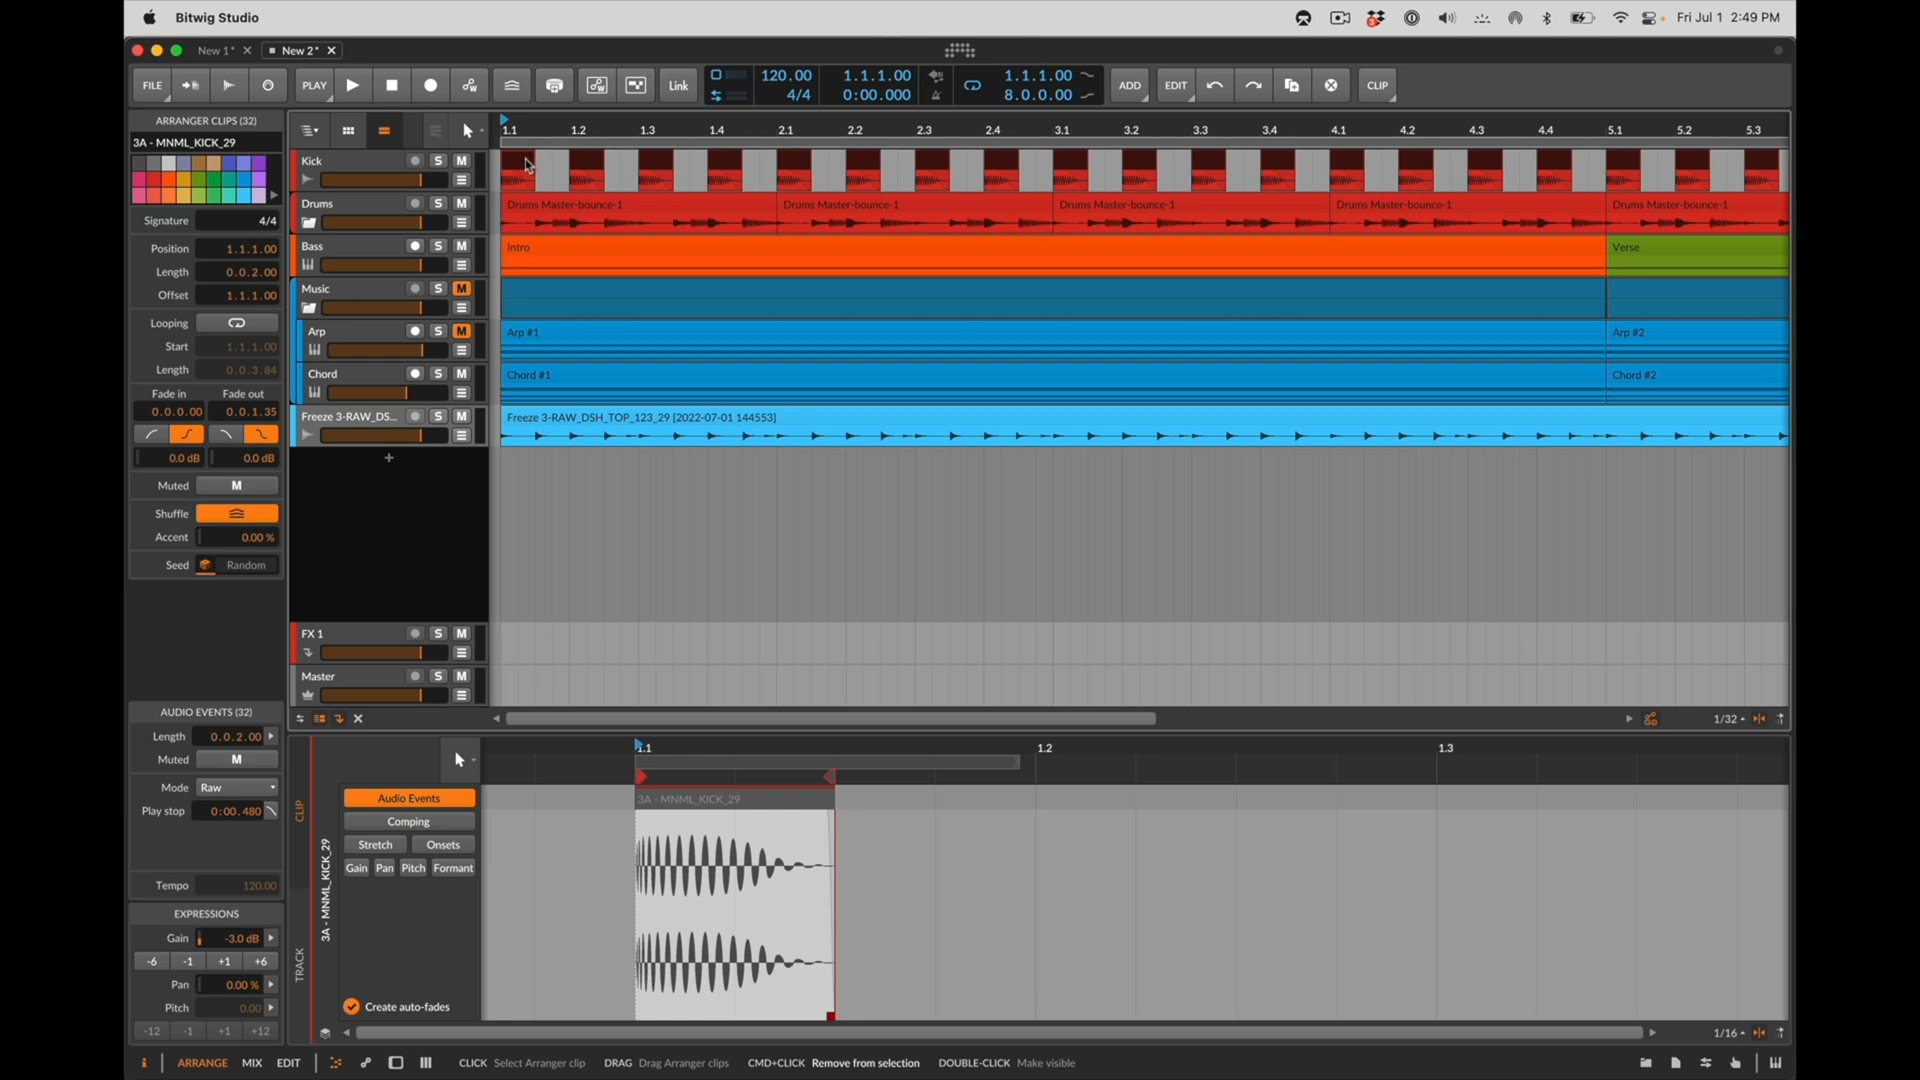 Bitwig Studio
Fri Jul 1 2:49 PM
New 1* New 2*
FILE PLAY Link 120.00 4/4 1.1.1.00 0:00.000 1.1.1.00 8.0.0.00 ADD EDIT CLIP
ARRANGER CLIPS (32)
3A - MNML_KICK_29
Signature 4/4
Position 1.1.1.00
Length 0.0.2.00
Offset 1.1.1.00
Looping
Start 1.1.1.00
Length 0.0.3.84
Fade in Fade out
0.0.0.00 0.0.1.35
0.0 dB 0.0 dB
Muted M
Shuffle
Accent 0.00 %
Seed Random
1.1 1.2 1.3 1.4 2.1 2.2 2.3 2.4 3.1 3.2 3.3 3.4 4.1 4.2 4.3 4.4 5.1 5.2 5.3
Kick S M
Drums S M
Drums Master-bounce-1 Drums Master-bounce-1 Drums Master-bounce-1 Drums Master-bounce-1 Drums Master-bounce-1
Bass S M
Intro Verse
Music S M
Arp S M
Arp #1 Arp #2
Chord S M
Chord #1 Chord #2
Freeze 3-RAW_DS... S M
Freeze 3-RAW_DSH_TOP_123_29 [2022-07-01 144553]
+
FX 1 S M
Master S M
1/32
AUDIO EVENTS (32)
Length 0.0.2.00
Muted M
Mode Raw
Play stop 0:00.480
Tempo 120.00
EXPRESSIONS
Gain -3.0 dB
-6 -1 +1 +6
Pan 0.00 %
Pitch 0.00
-12 -1 +1 +12
CLIP
TRACK
3A - MNML_KICK_29
Audio Events
Comping
Stretch Onsets
Gain Pan Pitch Formant
Create auto-fades
1.1 1.2 1.3
3A - MNML_KICK_29
1/16
i ARRANGE MIX EDIT
CLICK Select Arranger clip DRAG Drag Arranger clips CMD+CLICK Remove from selection DOUBLE-CLICK Make visible